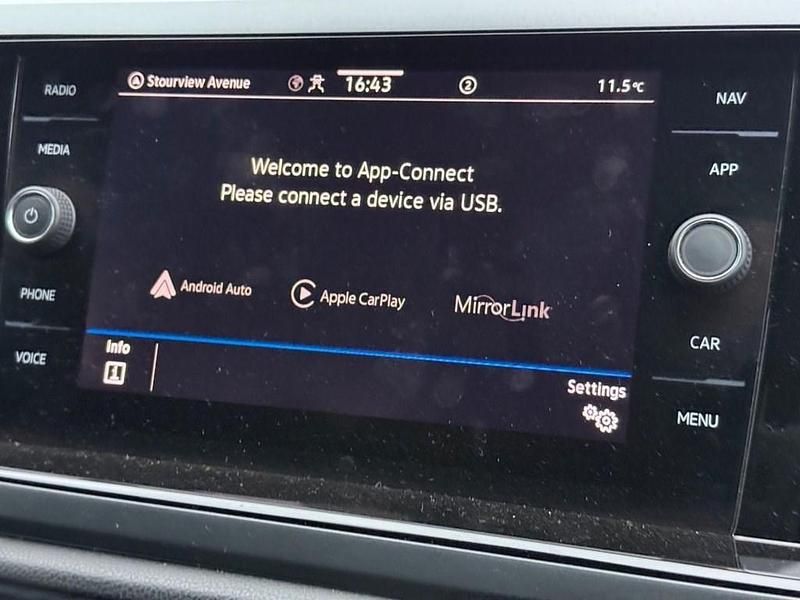 RADIO
MEDIA
PHONE
VOICE
A Stourview Avenue
16:43
2
11.5°C
Welcome to App-Connect
Please connect a device via USB.
Android Auto
Apple CarPlay
MirrorLink
Info
i
Settings
NAV
APP
CAR
MENU